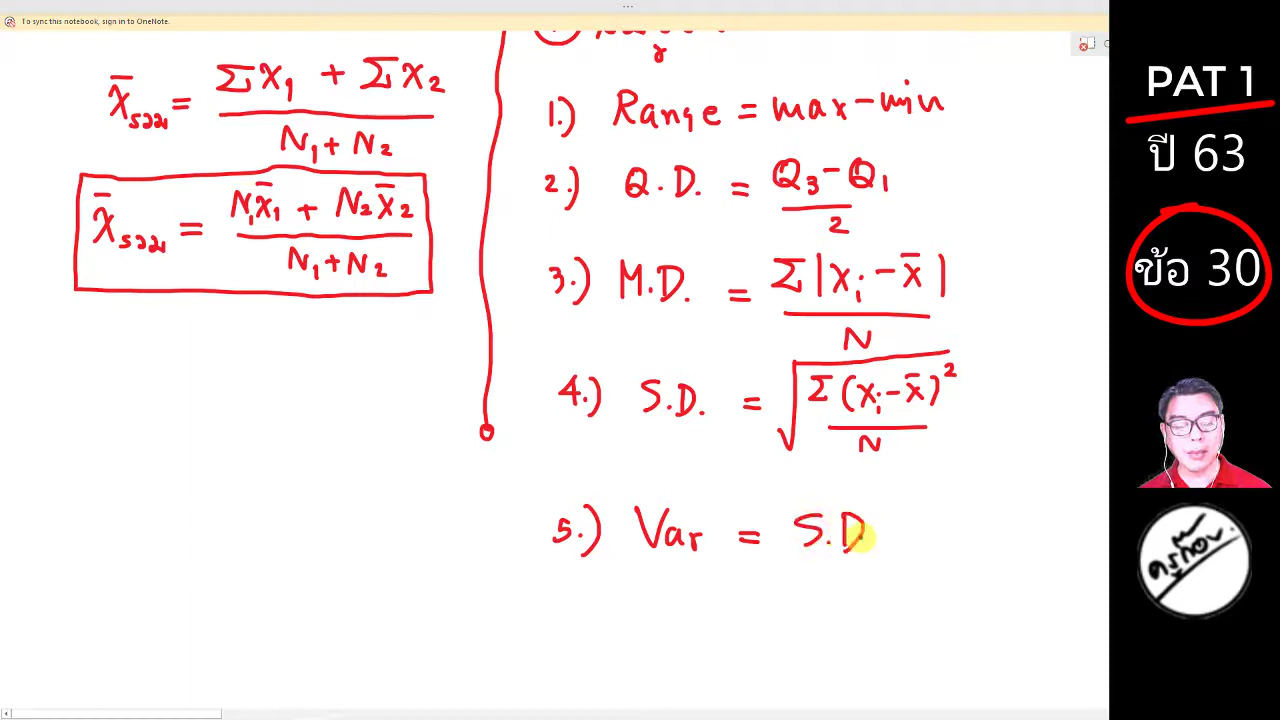 To sync this notebook, sign in to OneNote.
X̄รวม = ΣX₁ + ΣX₂ / N₁ + N₂
X̄รวม = N₁X̄₁ + N₂X̄₂ / N₁ + N₂
1.) Range = max - min
2.) Q.D. = Q₃ - Q₁ / 2
3.) M.D. = Σ|xᵢ - x̄| / N
4.) S.D. = √(Σ(xᵢ - x̄)² / N)
5.) Var = S.D.
PAT 1
ปี 63
ข้อ 30
ครูก๊อง.